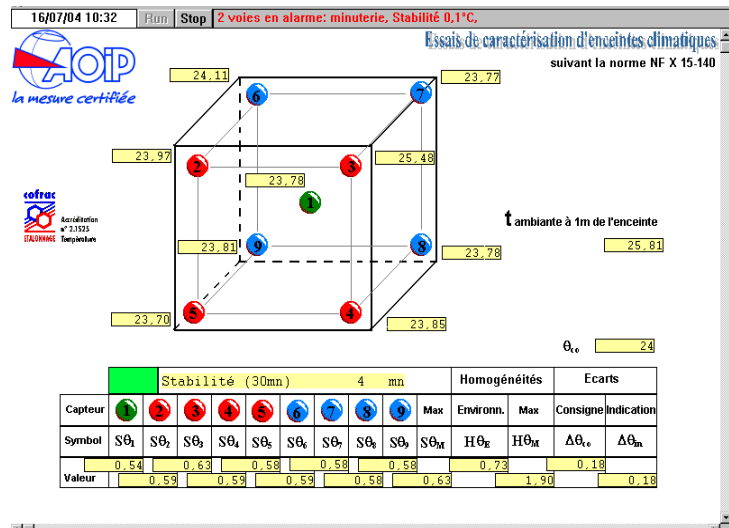 16/07/04 10:32 Run Stop 2 voies en alarme: minuterie, Stabilité 0,1°C,
AOIP
la mesure certifiée
Essais de caractérisation d'enceintes climatiques
suivant la norme NF X 15-140
24,11
23,77
6
7
23,97
25,48
2
3
23,78
1
cofrac
Accréditation
n° 2.1525
ETALONNAGE Température
t ambiante à 1m de l'enceinte
25,81
23,81
9
8
23,78
5
4
23,70
23,85
θco 24
Stabilité (30mn) 4 mn Homogénéités Ecarts
Capteur 1 2 3 4 5 6 7 8 9 Max Environn. Max Consigne Indication
Symbol Sθ1 Sθ2 Sθ3 Sθ4 Sθ5 Sθ6 Sθ7 Sθ8 Sθ9 SθM HθE HθM Δθco Δθin
Valeur 0,54 0,59 0,63 0,59 0,58 0,59 0,58 0,58 0,58 0,63 0,73 1,90 0,18 0,18